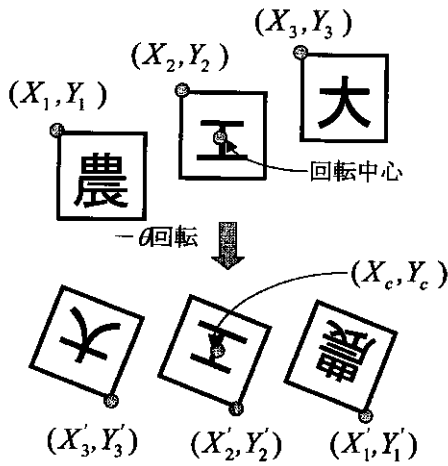 (X₃,Y₃)
(X₂,Y₂)
(X₁,Y₁)
大
工
農
回転中心
−θ回転
(X_c,Y_c)
大
工
農
(X'₃,Y'₃) (X'₂,Y'₂) (X'₁,Y'₁)